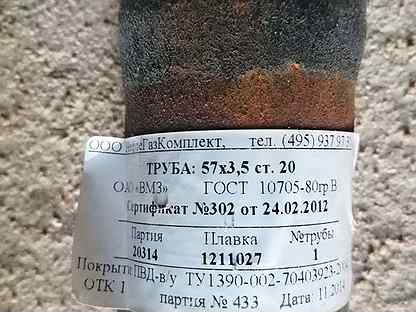 ООО НефтеГазКомплект, тел. (495) 937 97
ТРУБА: 57х3,5 ст. 20
ОАО «ВМЗ» ГОСТ 10705-80гр В
Сертификат №302 от 24.02.2012
Партия Плавка №трубы
20314 1211027 1
Покрытие ПВД-в/у ТУ1390-002-70403923-20
ОТК 1 партия № 433 Дата: 11.2014